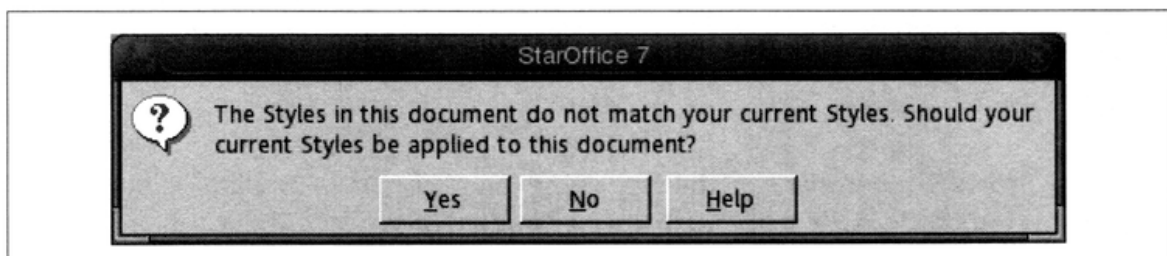 StarOffice 7
?
The Styles in this document do not match your current Styles. Should your
current Styles be applied to this document?
Yes
No
Help